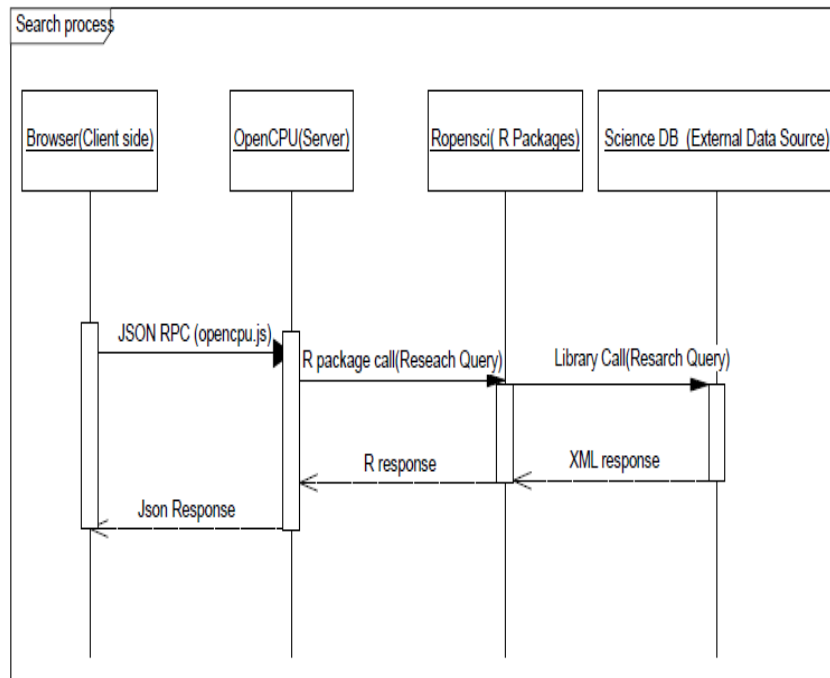 Search process
Browser(Client side)
OpenCPU(Server)
Ropensci( R Packages)
Science DB (External Data Source)
JSON RPC (opencpu.js)
R package call(Reseach Query)
Library Call(Resarch Query)
R response
XML response
Json Response